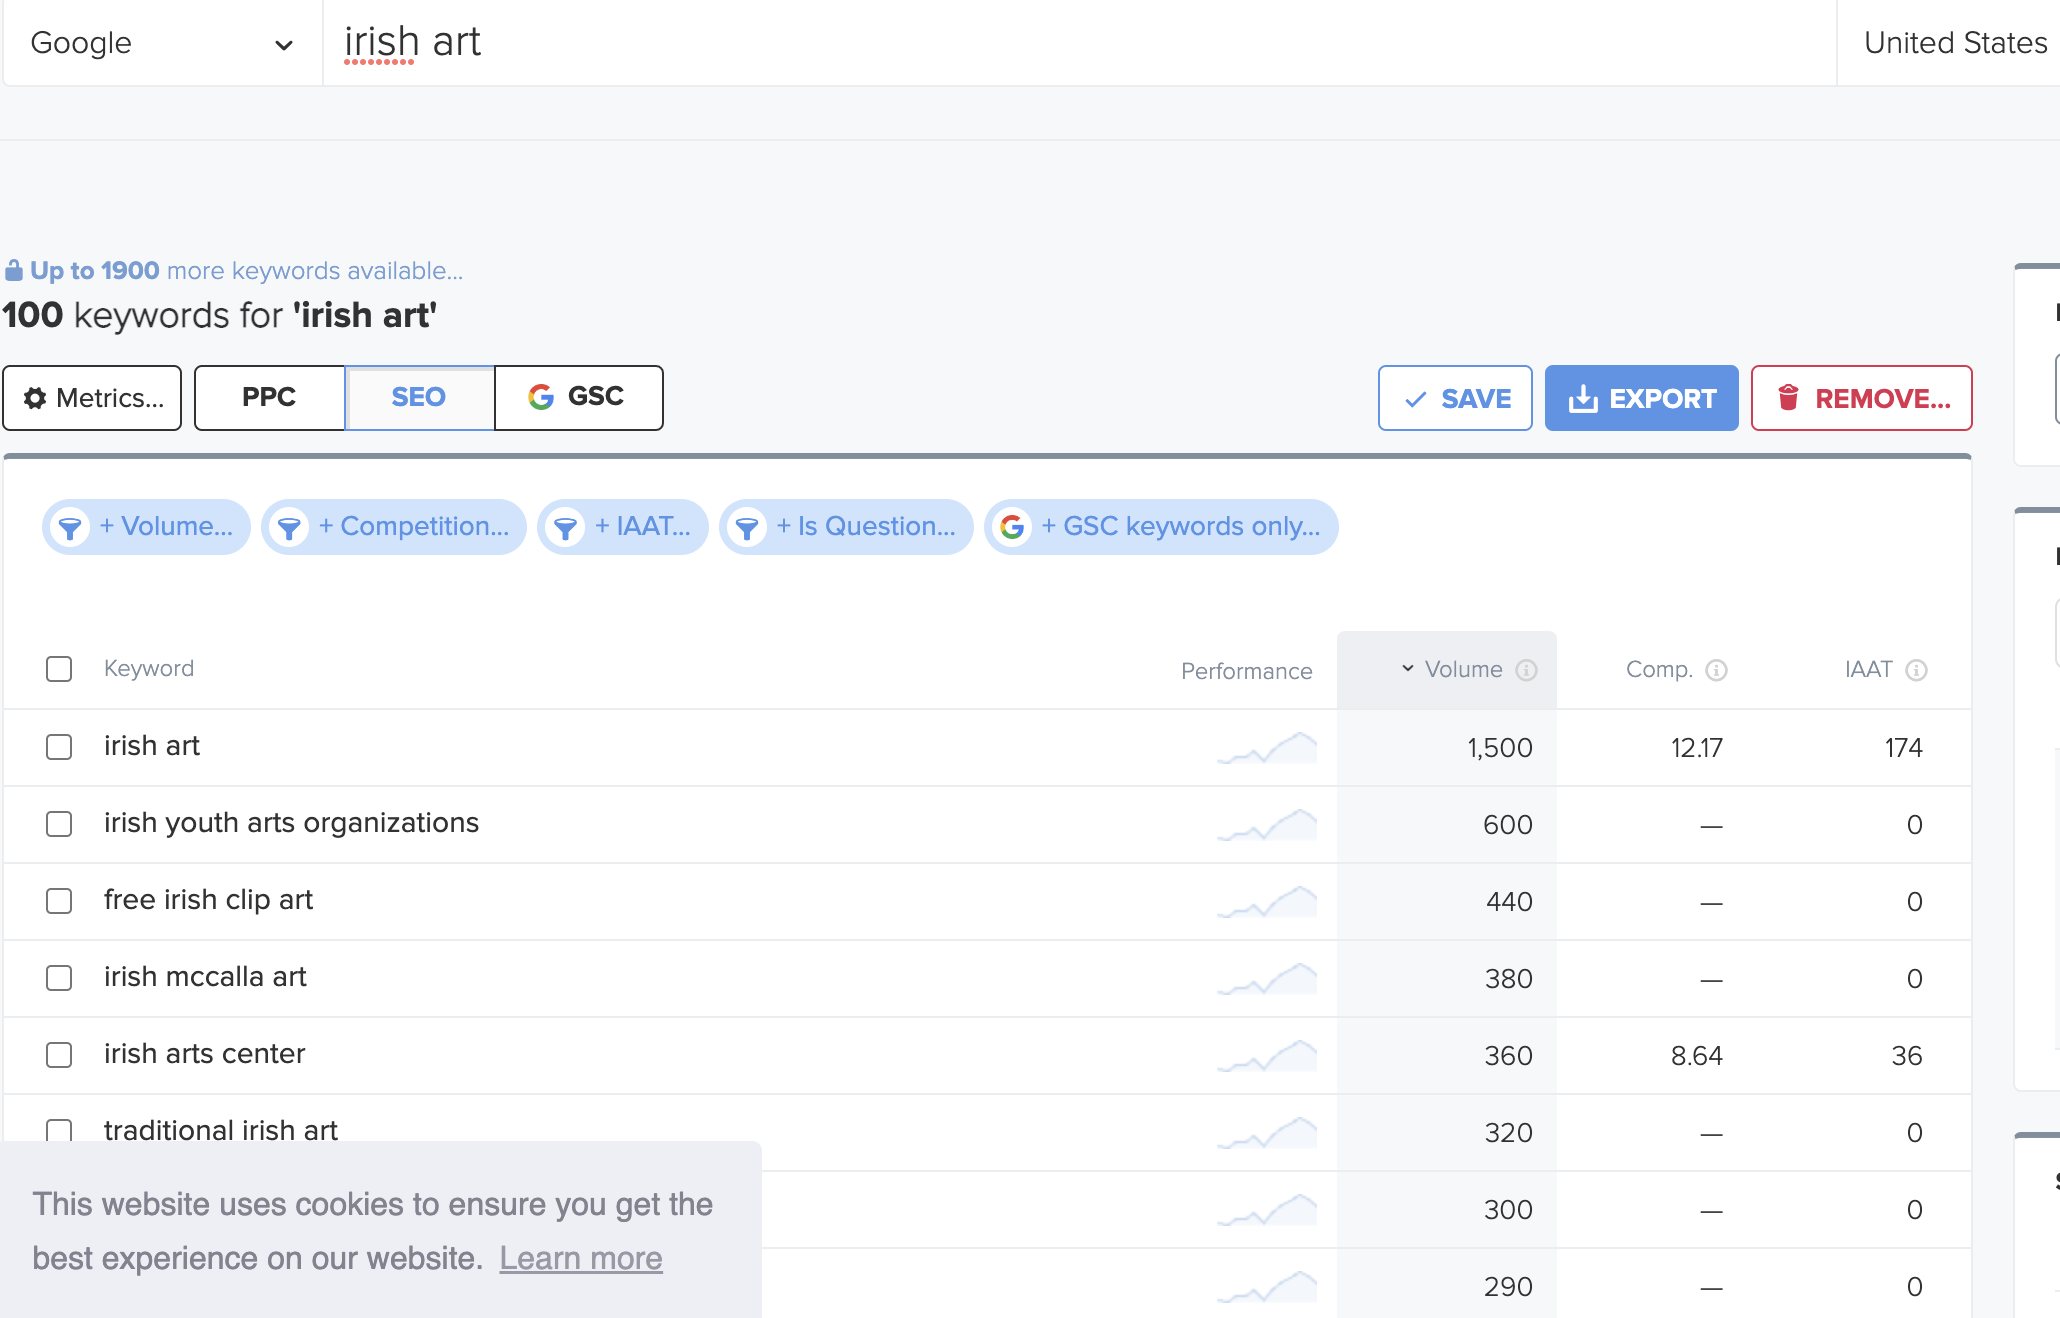 Google
irish art
United States
Up to 1900 more keywords available...
100 keywords for 'irish art'
Metrics...
PPC
SEO
GSC
SAVE
EXPORT
REMOVE...
+ Volume...
+ Competition...
+ IAAT...
+ Is Question...
+ GSC keywords only...
Keyword Performance Volume Comp. IAAT
irish art 1,500 12.17 174
irish youth arts organizations 600 — 0
free irish clip art 440 — 0
irish mccalla art 380 — 0
irish arts center 360 8.64 36
traditional irish art 320 — 0
300 — 0
290 — 0
This website uses cookies to ensure you get the
best experience on our website. Learn more